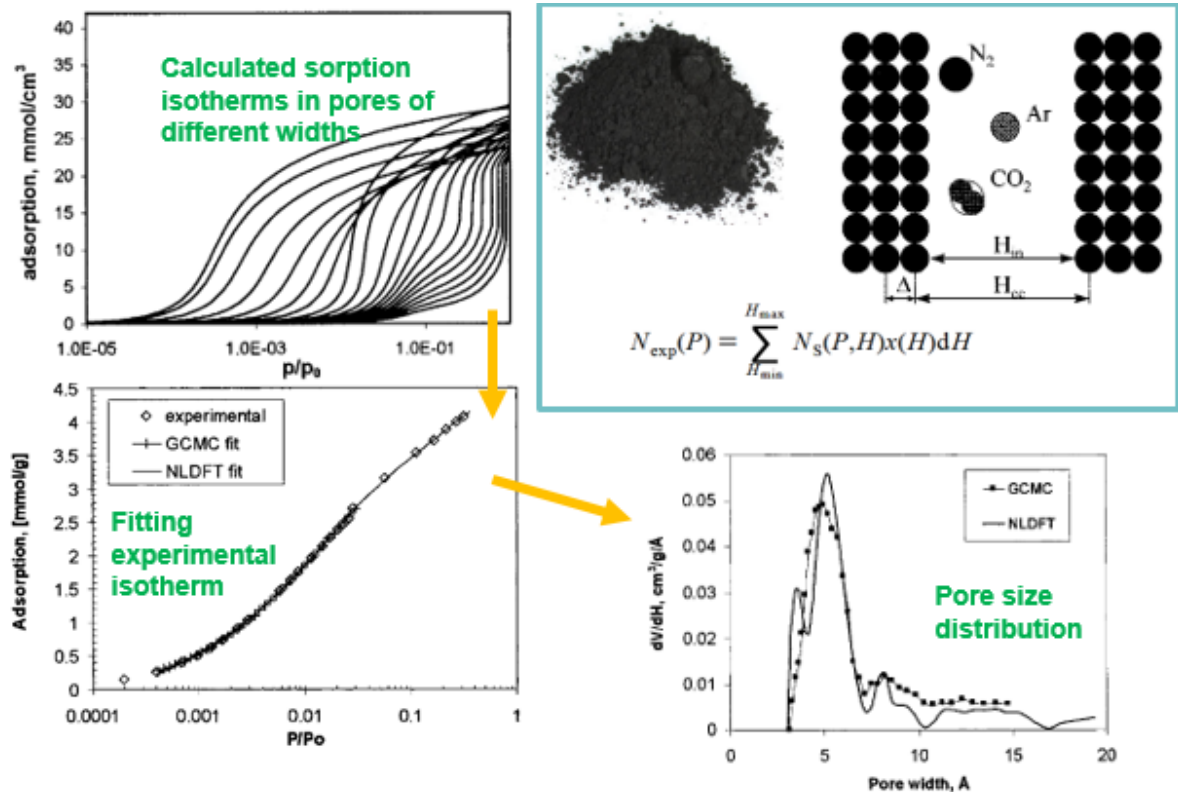 Calculated sorption
isotherms in pores of
different widths
adsorption, mmol/cm³
40
35
30
25
20
15
10
5
0
1.0E-05
1.0E-03
1.0E-01
p/p₀
N₂
Ar
CO₂
H_in
Δ
H_cc
N_exp(P) = ∑ N_S(P,H)x(H)dH
H_max
H_min
4.5
4
3.5
3
2.5
2
1.5
1
0.5
0
Adsorption, [mmol/g]
experimental
GCMC fit
NLDFT fit
Fitting
experimental
isotherm
0.0001
0.001
0.01
0.1
1
P/Po
0.06
0.05
0.04
0.03
0.02
0.01
0
dV/dH, cm³/g/Å
GCMC
NLDFT
Pore size
distribution
0
5
10
15
20
Pore width, Å